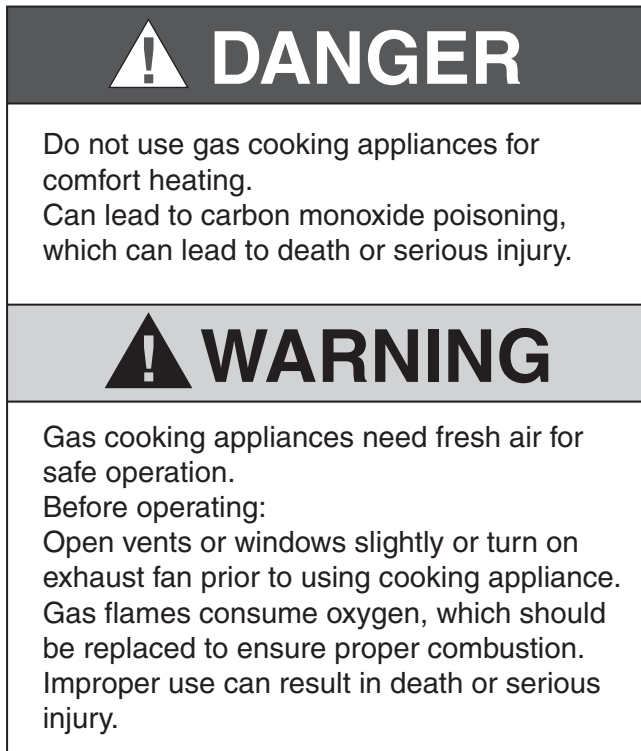 ! DANGER
Do not use gas cooking appliances for
comfort heating.
Can lead to carbon monoxide poisoning,
which can lead to death or serious injury.
! WARNING
Gas cooking appliances need fresh air for
safe operation.
Before operating:
Open vents or windows slightly or turn on
exhaust fan prior to using cooking appliance.
Gas flames consume oxygen, which should
be replaced to ensure proper combustion.
Improper use can result in death or serious
injury.